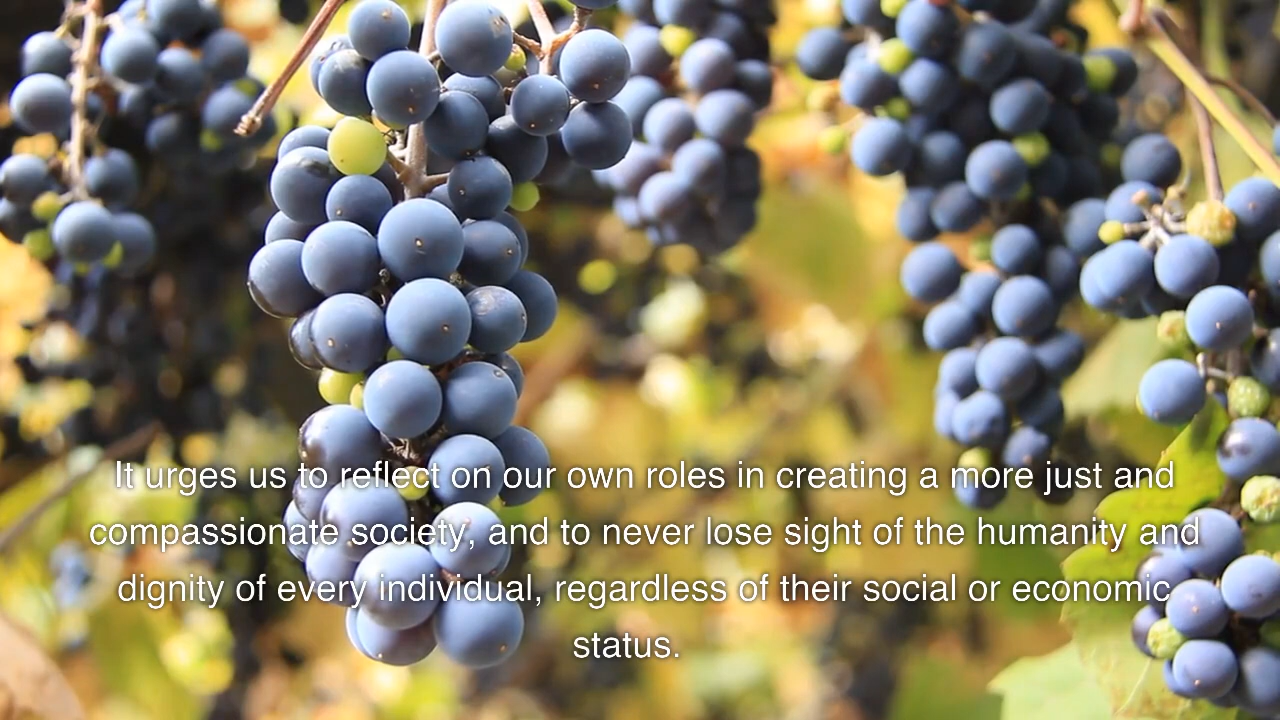 It urges us to reflect on our own roles in creating a more just and
compassionate society, and to never lose sight of the humanity and
dignity of every individual, regardless of their social or economic
status.